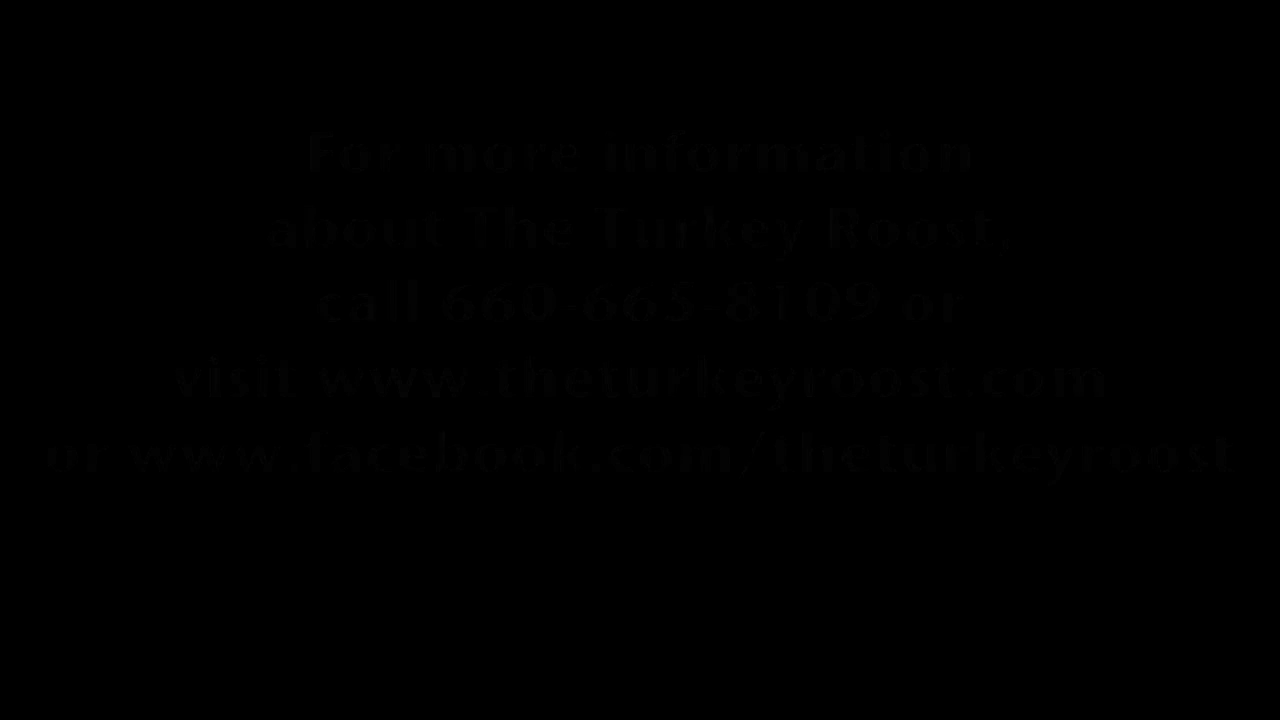 For more information
about The Turkey Roost,
call 660-665-8109 or
visit www.theturkeyroost.com
or www.facebook.com/theturkeyroost